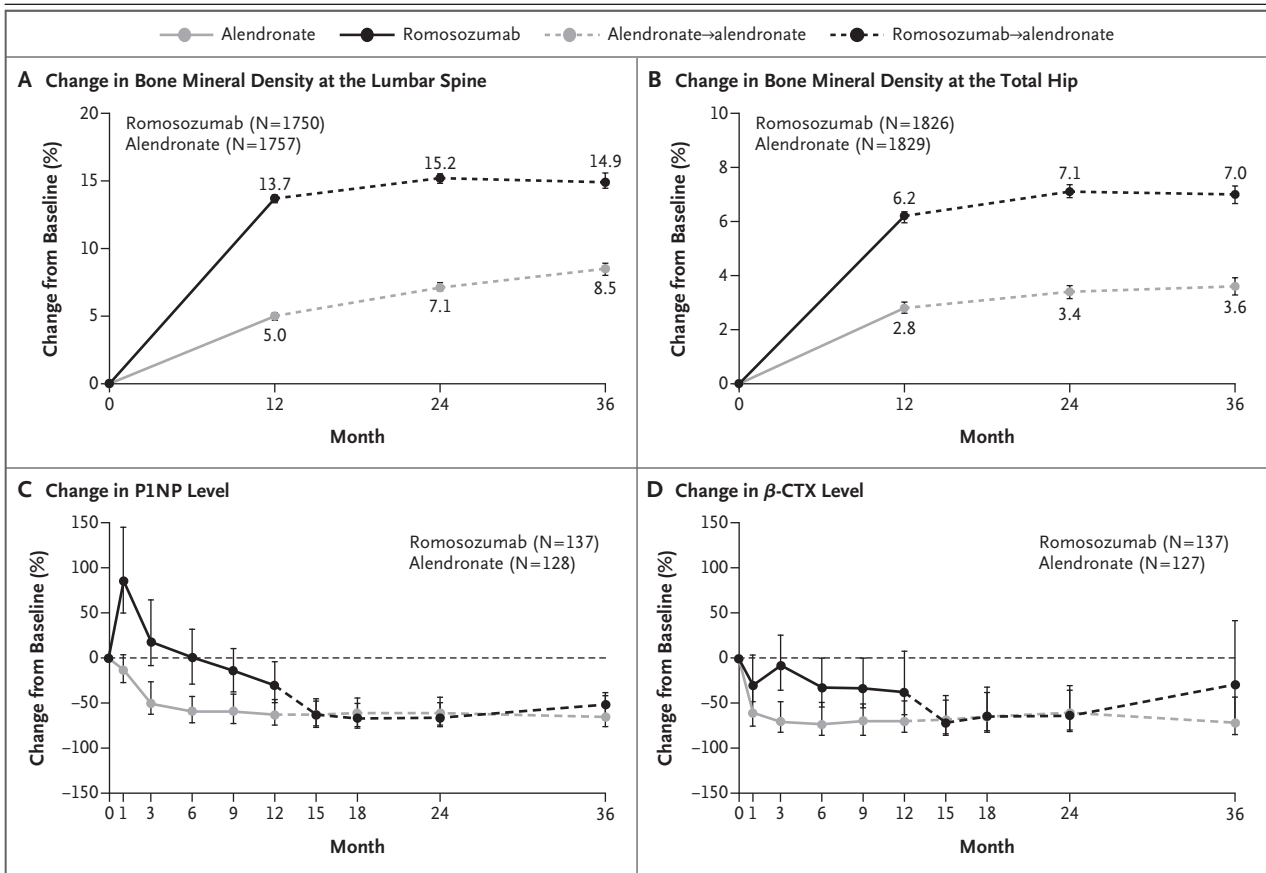 Alendronate Romosozumab Alendronate→alendronate Romosozumab→alendronate
A Change in Bone Mineral Density at the Lumbar Spine
Change from Baseline (%)
20
15
10
5
0
Romosozumab (N=1750)
Alendronate (N=1757)
13.7
15.2
14.9
5.0
7.1
8.5
0 12 24 36
Month
B Change in Bone Mineral Density at the Total Hip
Change from Baseline (%)
10
8
6
4
2
0
Romosozumab (N=1826)
Alendronate (N=1829)
6.2
7.1
7.0
2.8
3.4
3.6
0 12 24 36
Month
C Change in P1NP Level
Change from Baseline (%)
150
100
50
0
−50
−100
−150
Romosozumab (N=137)
Alendronate (N=128)
0 1 3 6 9 12 15 18 24 36
Month
D Change in β-CTX Level
Change from Baseline (%)
150
100
50
0
−50
−100
−150
Romosozumab (N=137)
Alendronate (N=127)
0 1 3 6 9 12 15 18 24 36
Month